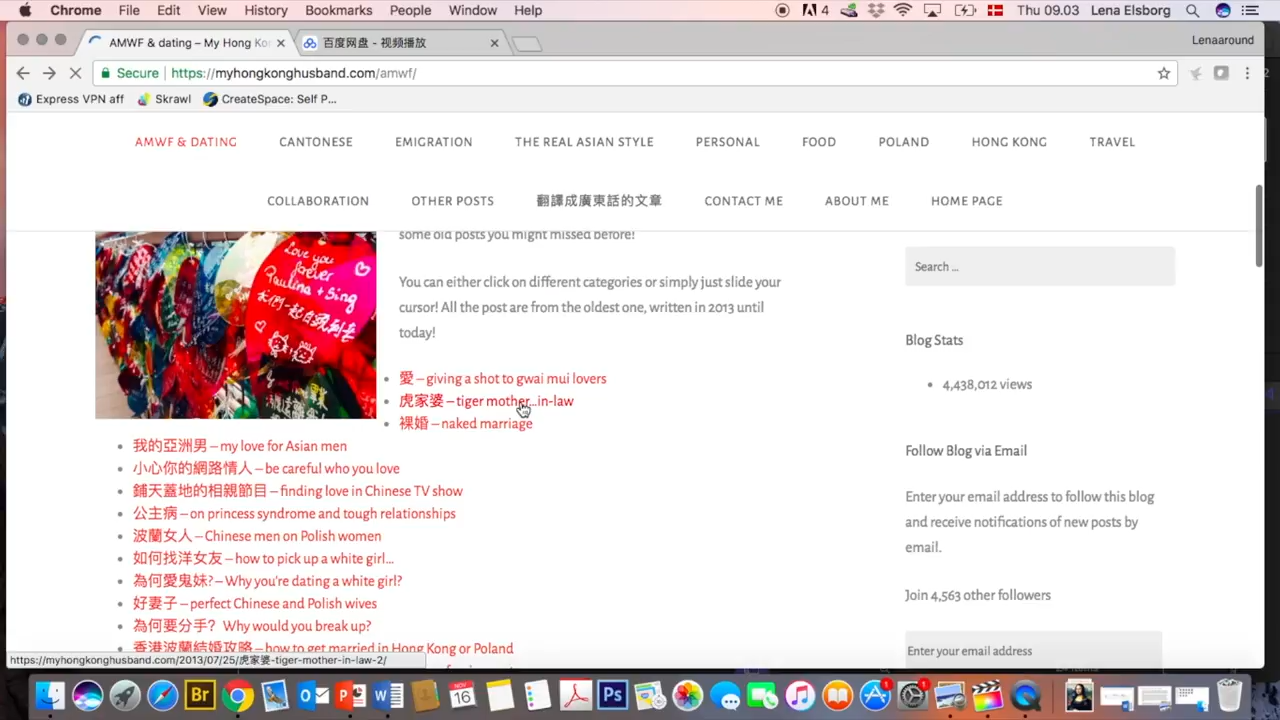 Chrome File Edit View History Bookmarks People Window Help 4 Thu 09.03 Lena Elsborg
AMWF & dating – My Hong Ko 百度网盘 - 视频播放 Lenaaround
Secure https://myhongkonghusband.com/amwf/
Express VPN aff Skrawl CreateSpace: Self P...
AMWF & DATING CANTONESE EMIGRATION THE REAL ASIAN STYLE PERSONAL FOOD POLAND HONG KONG TRAVEL
COLLABORATION OTHER POSTS 翻譯成廣東話的文章 CONTACT ME ABOUT ME HOME PAGE
some old posts you might missed before!
You can either click on different categories or simply just slide your
cursor! All the post are from the oldest one, written in 2013 until
today!
Love you
forever
Paulina + Sing
愛 – giving a shot to gwai mui lovers
虎家婆 – tiger mother...in-law
裸婚 – naked marriage
我的亞洲男 – my love for Asian men
小心你的網路情人 – be careful who you love
鋪天蓋地的相親節目 – finding love in Chinese TV show
公主病 – on princess syndrome and tough relationships
波蘭女人 – Chinese men on Polish women
如何找洋女友 – how to pick up a white girl...
為何愛鬼妹? – Why you're dating a white girl?
好妻子 – perfect Chinese and Polish wives
為何要分手? Why would you break up?
香港波蘭結婚攻略 – how to get married in Hong Kong or Poland
Search ...
Blog Stats
4,438,012 views
Follow Blog via Email
Enter your email address to follow this blog
and receive notifications of new posts by
email.
Join 4,563 other followers
Enter your email address
https://myhongkonghusband.com/2013/07/25/虎家婆-tiger-mother-in-law-2/
Br NOV 16 Ps 1 1